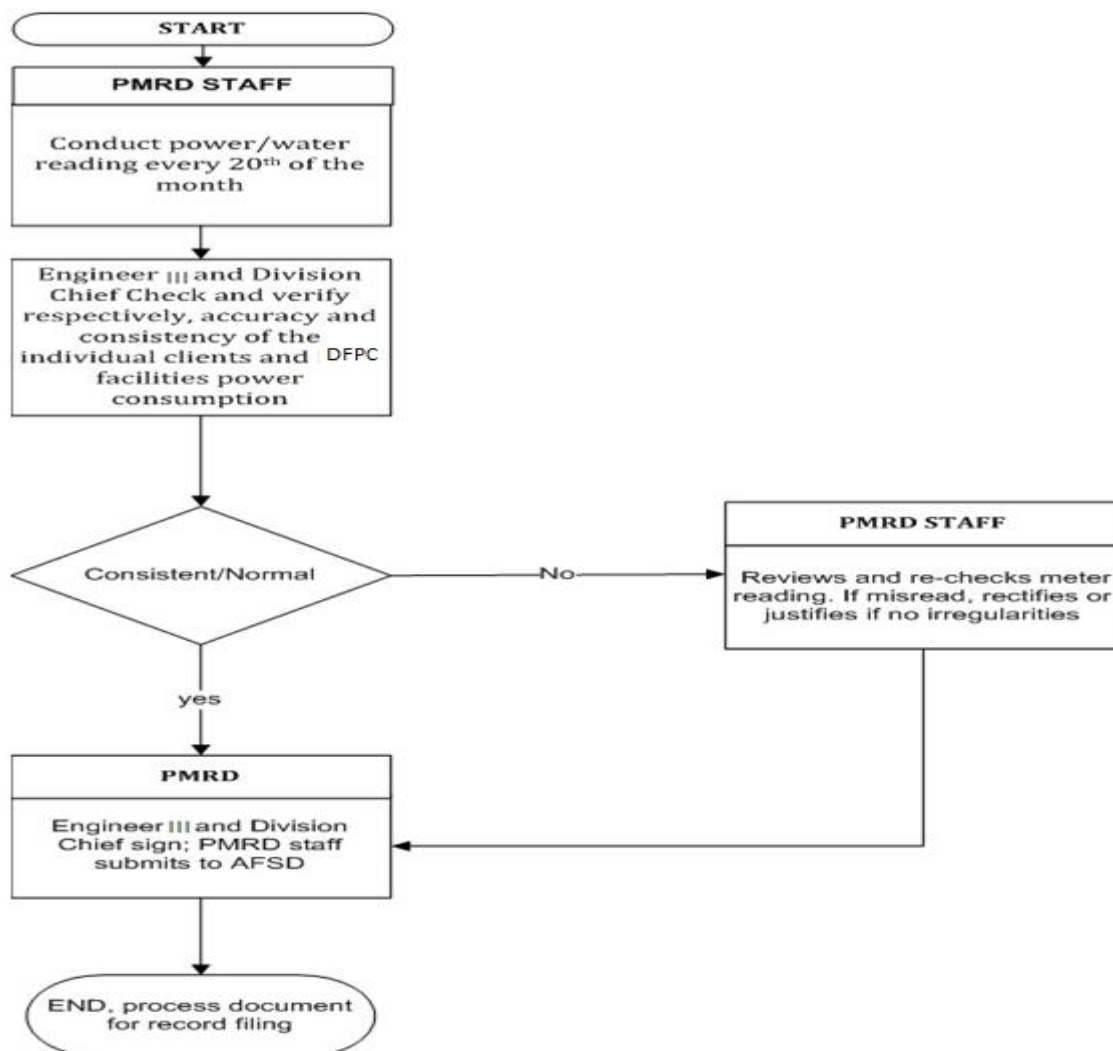 START
PMRD STAFF
Conduct power/water
reading every 20th of the
month
Engineer III and Division
Chief Check and verify
respectively, accuracy and
consistency of the
individual clients and DFPC
facilities power
consumption
Consistent/Normal
No
PMRD STAFF
Reviews and re-checks meter
reading. If misread, rectifies or
justifies if no irregularities
yes
PMRD
Engineer III and Division
Chief sign; PMRD staff
submits to AFSD
END, process document
for record filing